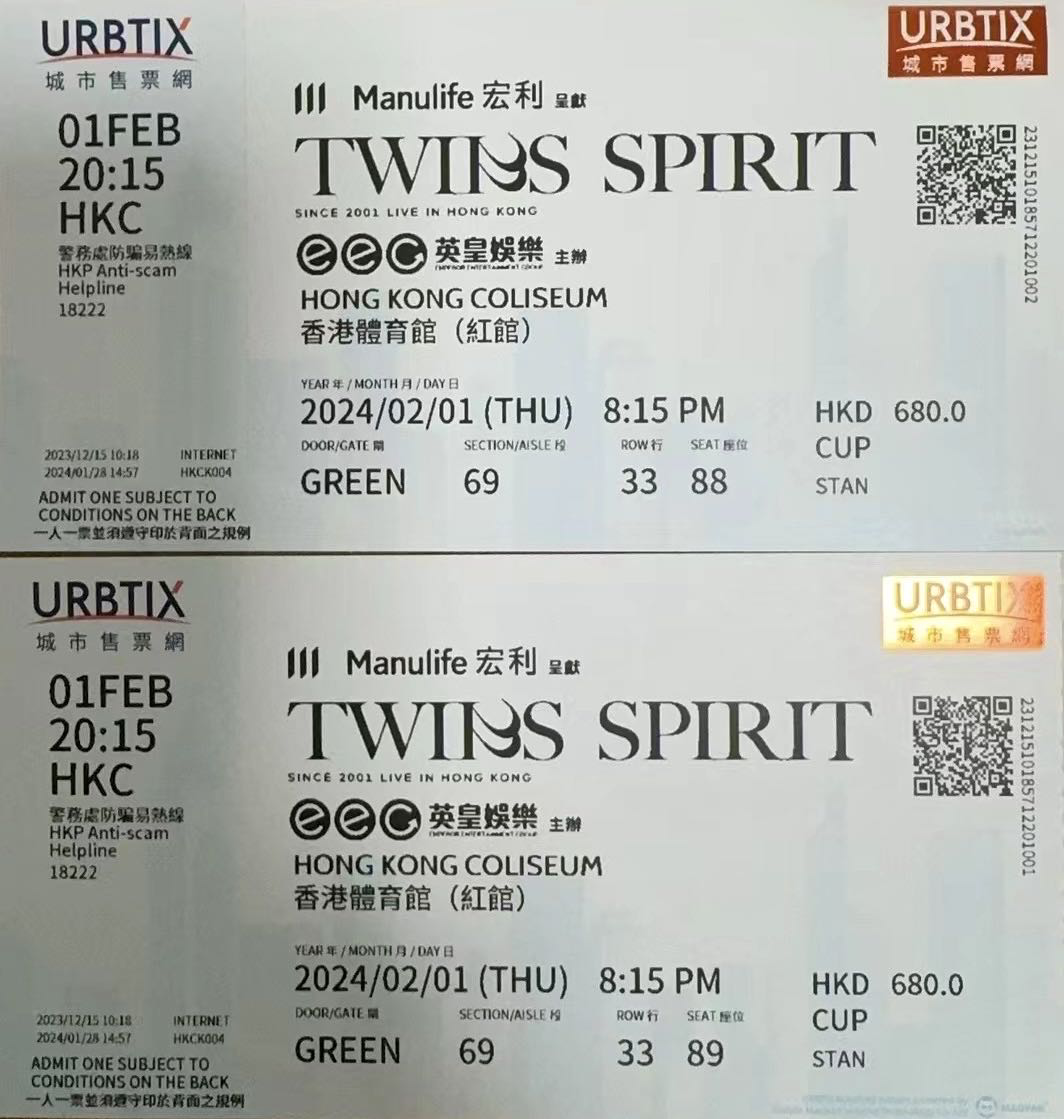 URBTIX
城市售票網
01FEB
20:15
HKC
警務處防騙易熱線
HKP Anti-scam
Helpline
18222
2023/12/15 10:18 INTERNET
2024/01/28 14:57 HKCK004
ADMIT ONE SUBJECT TO
CONDITIONS ON THE BACK
一人一票並須遵守印於背面之規例
URBTIX
城市售票網
Manulife 宏利 呈獻
TWINS SPIRIT
SINCE 2001 LIVE IN HONG KONG
eeg 英皇娛樂 主辦
EMPEROR ENTERTAINMENT GROUP
HONG KONG COLISEUM
香港體育館（紅館）
YEAR 年 / MONTH 月 / DAY 日
2024/02/01 (THU) 8:15 PM HKD 680.0
DOOR/GATE 閘 SECTION/AISLE 段 ROW 行 SEAT 座位 CUP
GREEN 69 33 88 STAN
23121510185712201002
URBTIX
城市售票網
01FEB
20:15
HKC
警務處防騙易熱線
HKP Anti-scam
Helpline
18222
2023/12/15 10:18 INTERNET
2024/01/28 14:57 HKCK004
ADMIT ONE SUBJECT TO
CONDITIONS ON THE BACK
一人一票並須遵守印於背面之規例
URBTIX
城市售票網
Manulife 宏利 呈獻
TWINS SPIRIT
SINCE 2001 LIVE IN HONG KONG
eeg 英皇娛樂 主辦
EMPEROR ENTERTAINMENT GROUP
HONG KONG COLISEUM
香港體育館（紅館）
YEAR 年 / MONTH 月 / DAY 日
2024/02/01 (THU) 8:15 PM HKD 680.0
DOOR/GATE 閘 SECTION/AISLE 段 ROW 行 SEAT 座位 CUP
GREEN 69 33 89 STAN
23121510185712201001